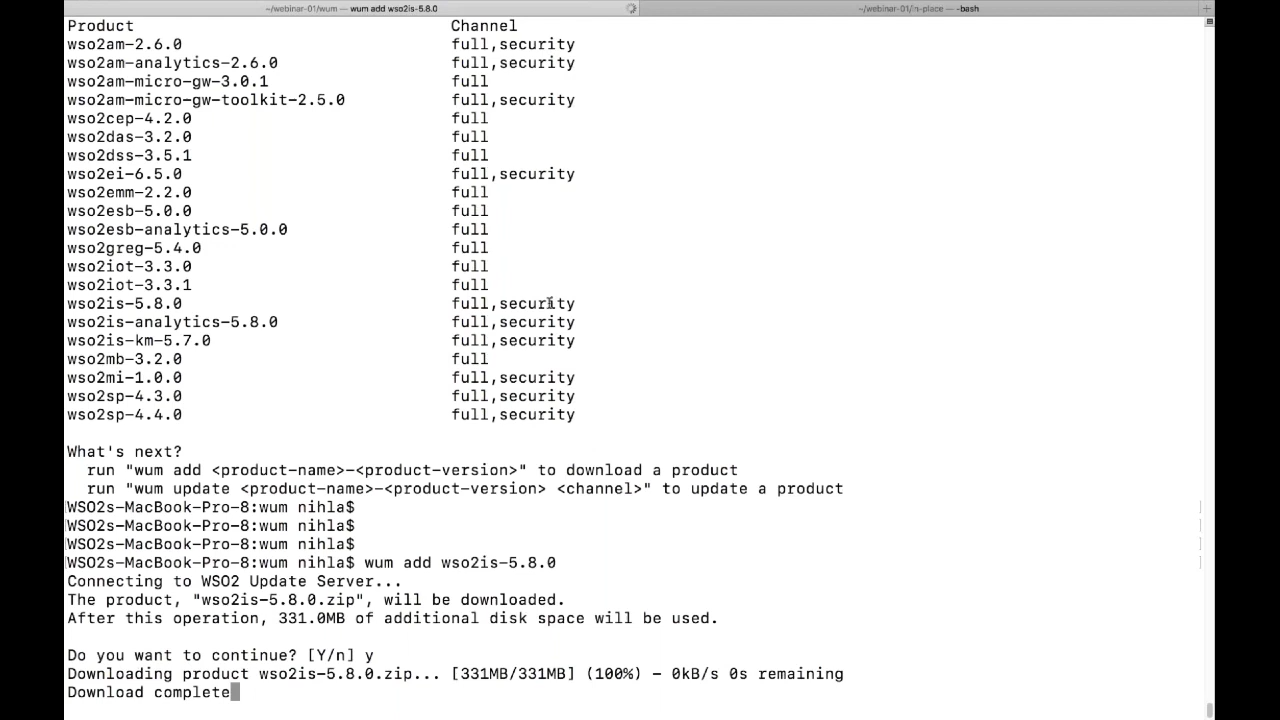 ~/webinar-01/wum — wum add wso2is-5.8.0
~/webinar-01/in-place — -bash
Product Channel
wso2am-2.6.0 full,security
wso2am-analytics-2.6.0 full,security
wso2am-micro-gw-3.0.1 full
wso2am-micro-gw-toolkit-2.5.0 full,security
wso2cep-4.2.0 full
wso2das-3.2.0 full
wso2dss-3.5.1 full
wso2ei-6.5.0 full,security
wso2emm-2.2.0 full
wso2esb-5.0.0 full
wso2esb-analytics-5.0.0 full
wso2greg-5.4.0 full
wso2iot-3.3.0 full
wso2iot-3.3.1 full
wso2is-5.8.0 full,security
wso2is-analytics-5.8.0 full,security
wso2is-km-5.7.0 full,security
wso2mb-3.2.0 full
wso2mi-1.0.0 full,security
wso2sp-4.3.0 full,security
wso2sp-4.4.0 full,security
What's next?
run "wum add <product-name>-<product-version>" to download a product
run "wum update <product-name>-<product-version> <channel>" to update a product
WSO2s-MacBook-Pro-8:wum nihla$
WSO2s-MacBook-Pro-8:wum nihla$
WSO2s-MacBook-Pro-8:wum nihla$
WSO2s-MacBook-Pro-8:wum nihla$ wum add wso2is-5.8.0
Connecting to WSO2 Update Server...
The product, "wso2is-5.8.0.zip", will be downloaded.
After this operation, 331.0MB of additional disk space will be used.
Do you want to continue? [Y/n] y
Downloading product wso2is-5.8.0.zip... [331MB/331MB] (100%) – 0kB/s 0s remaining
Download complete